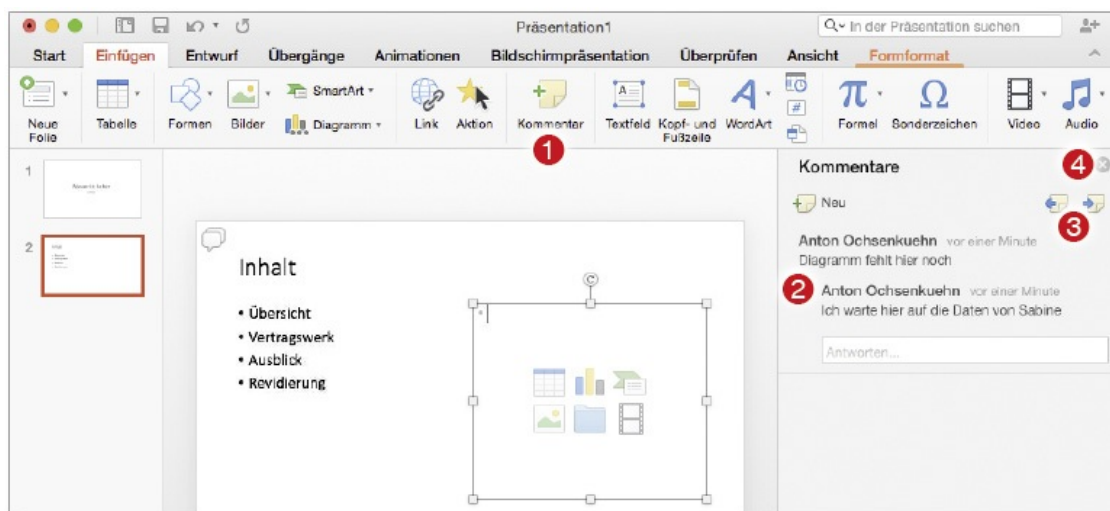 Präsentation1
In der Präsentation suchen
Start Einfügen Entwurf Übergänge Animationen Bildschirmpräsentation Überprüfen Ansicht Formformat
SmartArt
Diagramm
Neue Folie
Tabelle
Formen
Bilder
Link
Aktion
Kommentar
Textfeld
Kopf- und Fußzeile
WordArt
#
π
Formel
Ω
Sonderzeichen
Video
Audio
1
1
2
Inhalt
• Übersicht
• Vertragswerk
• Ausblick
• Revidierung
Kommentare
4
Neu
3
Anton Ochsenkuehn vor einer Minute
Diagramm fehlt hier noch
2
Anton Ochsenkuehn vor einer Minute
Ich warte hier auf die Daten von Sabine
Antworten...